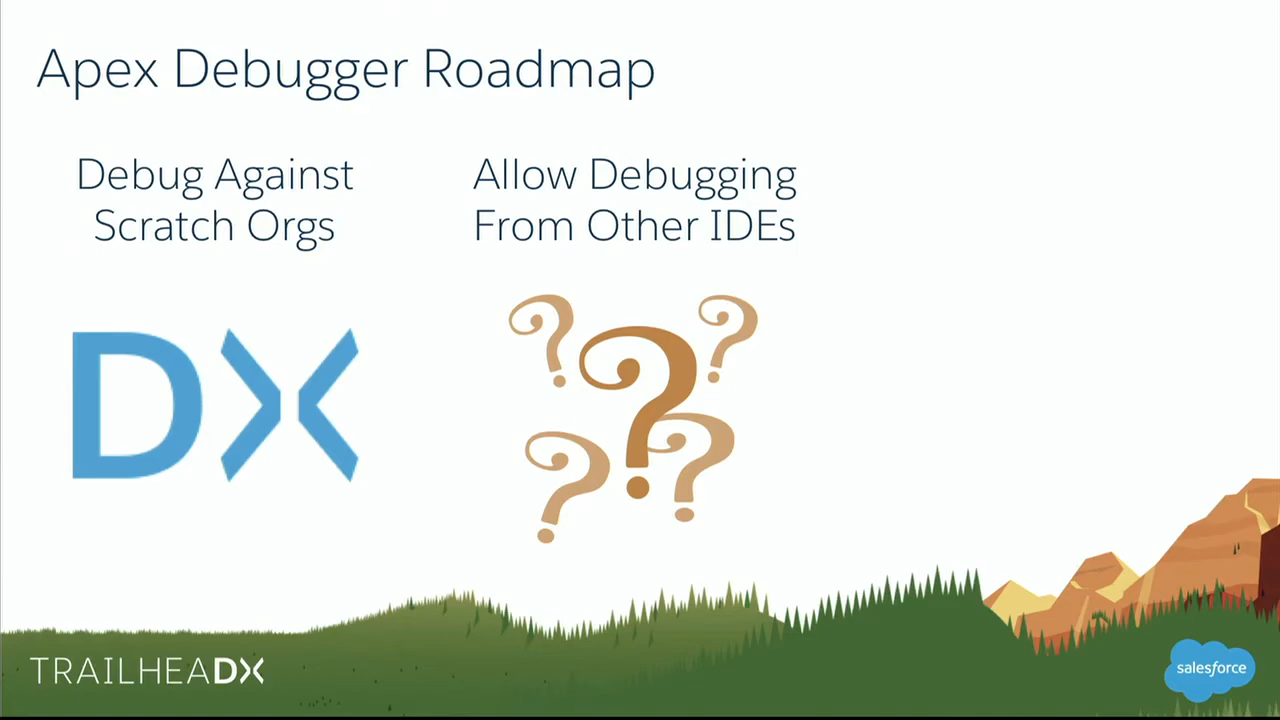 Apex Debugger Roadmap
Debug Against
Scratch Orgs
Allow Debugging
From Other IDEs
DX
? ? ? ? ?
TRAILHEADX
salesforce